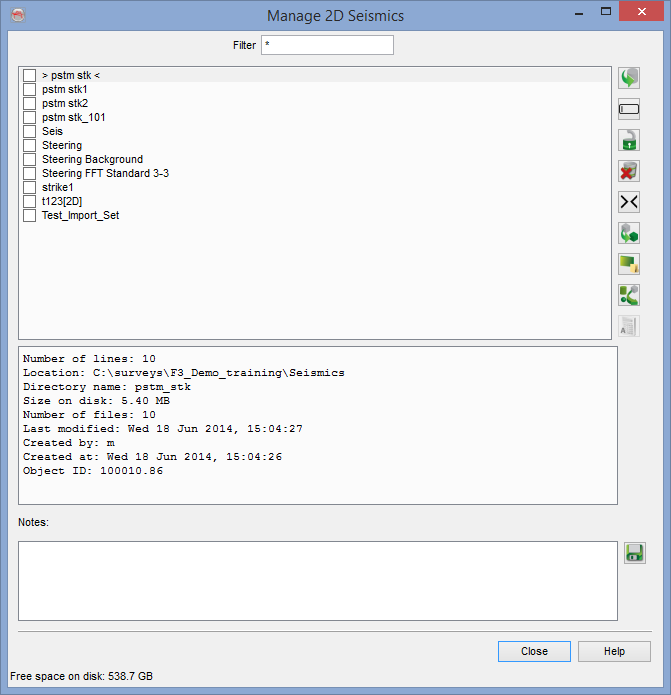 Manage 2D Seismics
Filter *
> pstm stk <
pstm stk1
pstm stk2
pstm stk_101
Seis
Steering
Steering Background
Steering FFT Standard 3-3
strike1
t123[2D]
Test_Import_Set
Number of lines: 10
Location: C:\surveys\F3_Demo_training\Seismics
Directory name: pstm_stk
Size on disk: 5.40 MB
Number of files: 10
Last modified: Wed 18 Jun 2014, 15:04:27
Created by: m
Created at: Wed 18 Jun 2014, 15:04:26
Object ID: 100010.86
Notes:
Close Help
Free space on disk: 538.7 GB